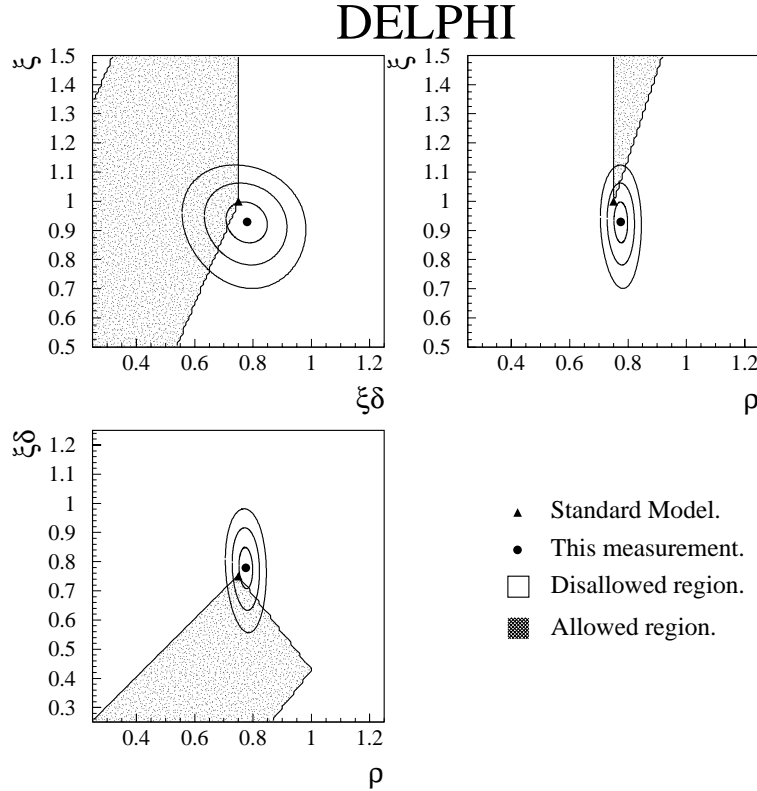 DELPHI
ξ
1.5
1.4
1.3
1.2
1.1
1
0.9
0.8
0.7
0.6
0.5
0.4 0.6 0.8 1 1.2
ξδ
ξ
1.5
1.4
1.3
1.2
1.1
1
0.9
0.8
0.7
0.6
0.5
0.4 0.6 0.8 1 1.2
ρ
ξδ
1.2
1.1
1
0.9
0.8
0.7
0.6
0.5
0.4
0.3
0.4 0.6 0.8 1 1.2
ρ
Standard Model.
This measurement.
Disallowed region.
Allowed region.